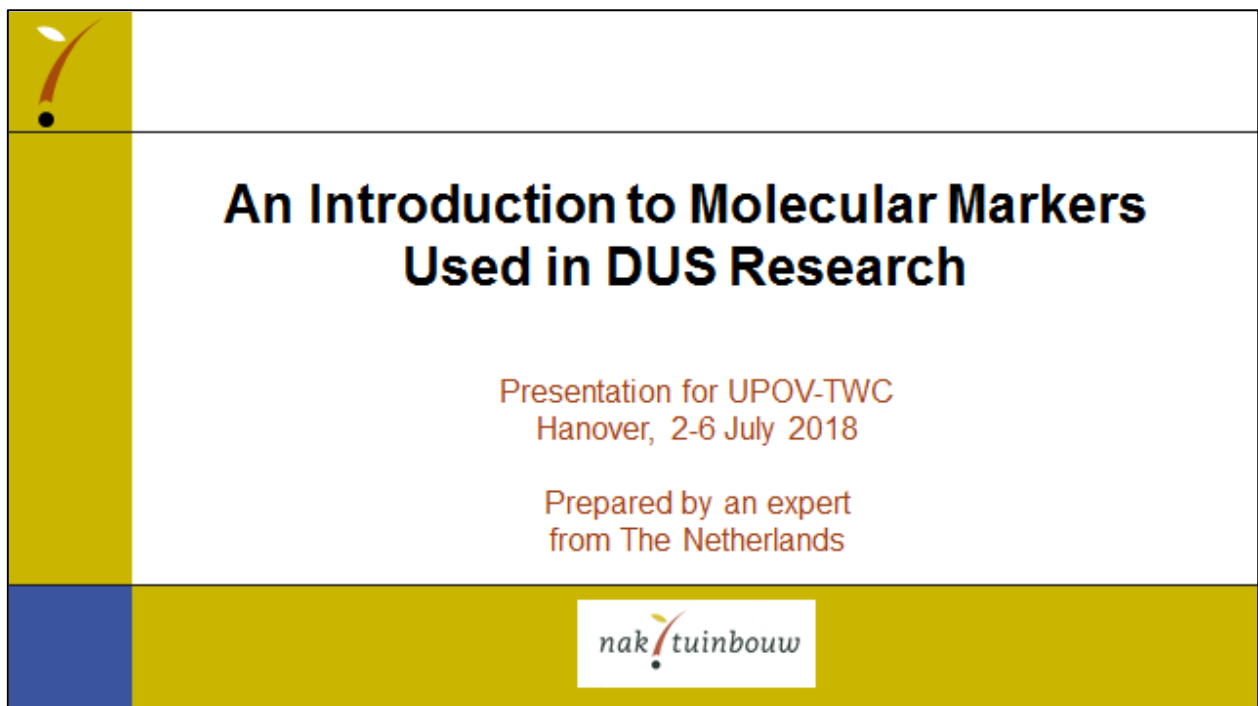 An Introduction to Molecular Markers
Used in DUS Research
Presentation for UPOV-TWC
Hanover, 2-6 July 2018
Prepared by an expert
from The Netherlands
nak tuinbouw